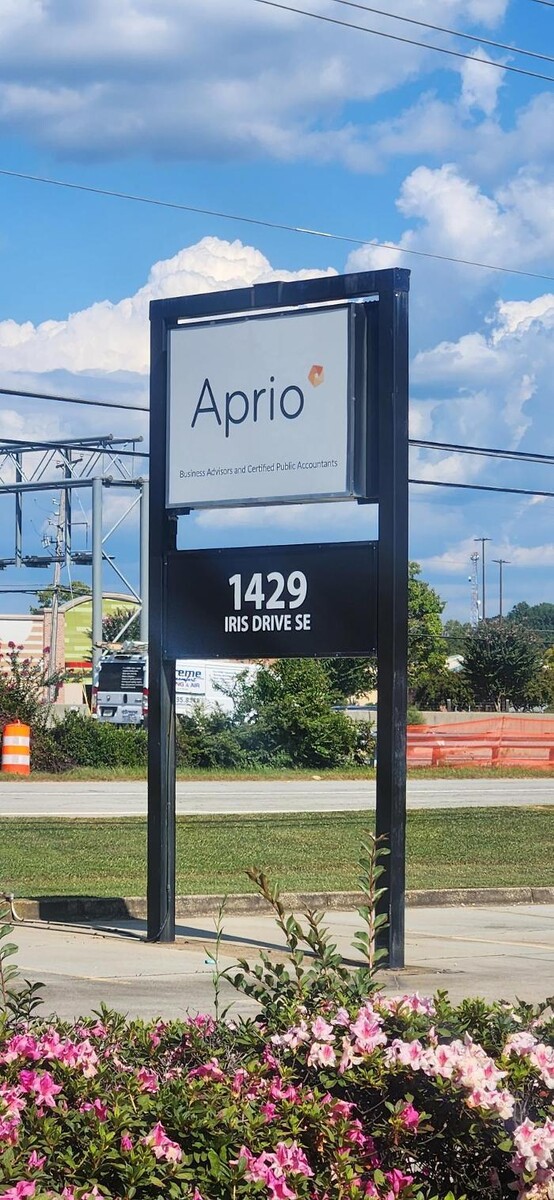 Aprio
Business Advisors and Certified Public Accountants
1429
IRIS DRIVE SE